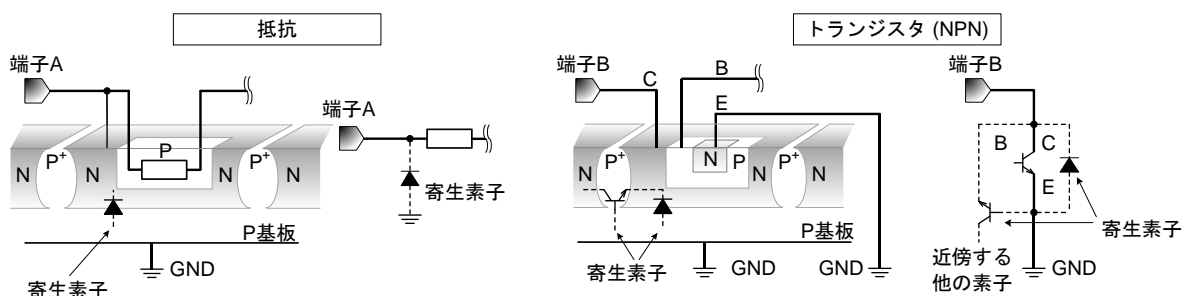 抵抗
端子A
P
N
P+
N
P+
N
寄生素子
GND
端子A
寄生素子
トランジスタ (NPN)
端子B
C
B
E
N
P+
N
N
P
P+
N
P基板
寄生素子
GND
GND
端子B
B
C
E
寄生素子
近傍する
他の素子
P基板